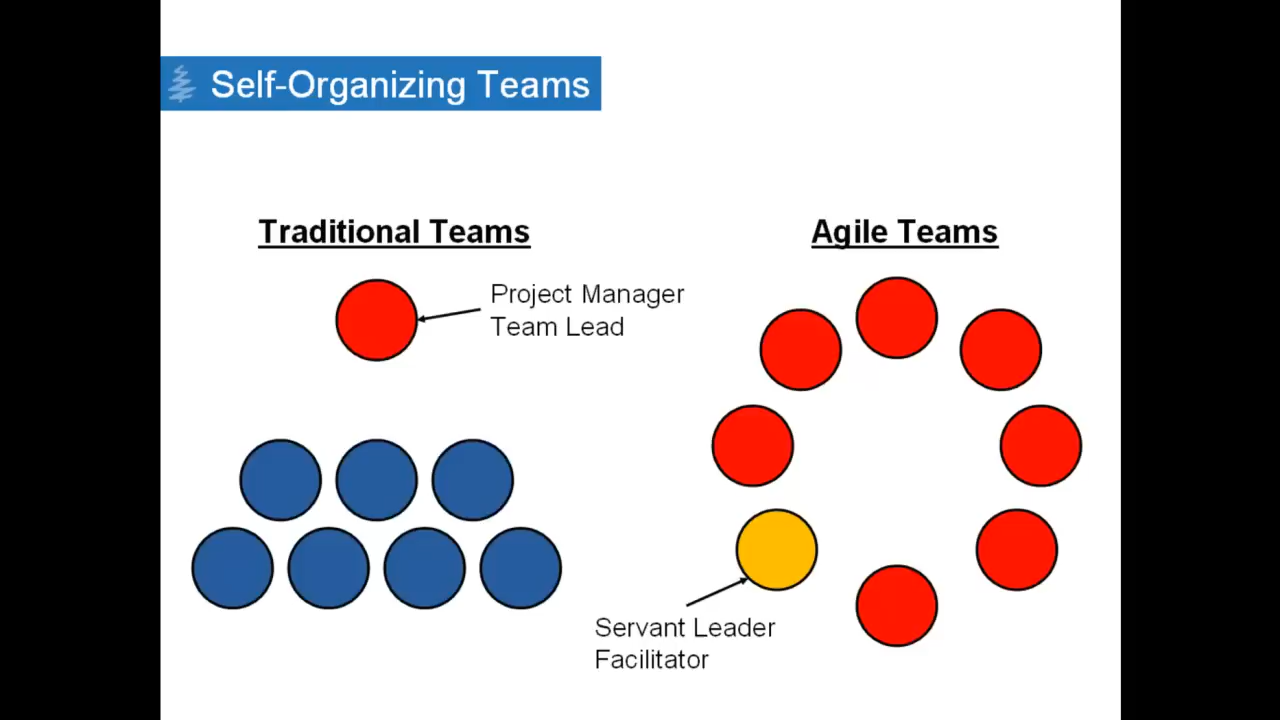 Self-Organizing Teams
Traditional Teams
Agile Teams
Project Manager
Team Lead
Servant Leader
Facilitator